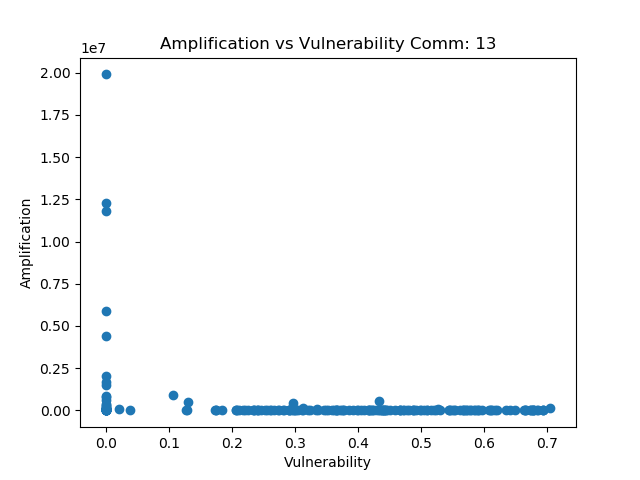 Amplification vs Vulnerability Comm: 13
1e7
2.00
1.75
1.50
1.25
1.00
0.75
0.50
0.25
0.00
Amplification
0.0 0.1 0.2 0.3 0.4 0.5 0.6 0.7
Vulnerability